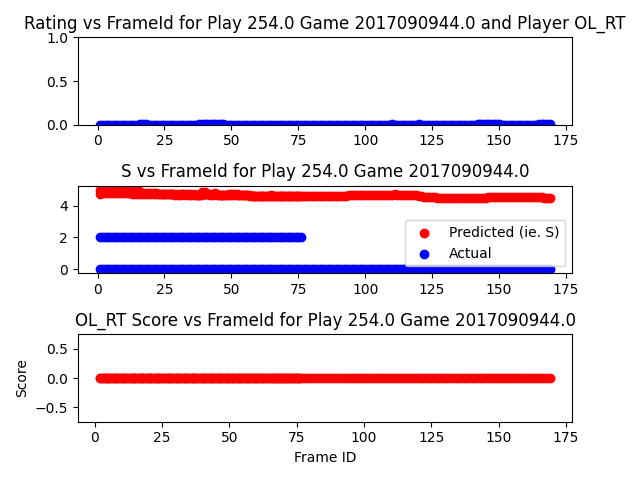 Rating vs FrameId for Play 254.0 Game 2017090944.0 and Player OL_RT
1.0
0.5
0.0
0 25 50 75 100 125 150 175
S vs FrameId for Play 254.0 Game 2017090944.0
4
2
0
Predicted (ie. S)
Actual
0 25 50 75 100 125 150 175
OL_RT Score vs FrameId for Play 254.0 Game 2017090944.0
Score
0.5
0.0
−0.5
0 25 50 75 100 125 150 175
Frame ID